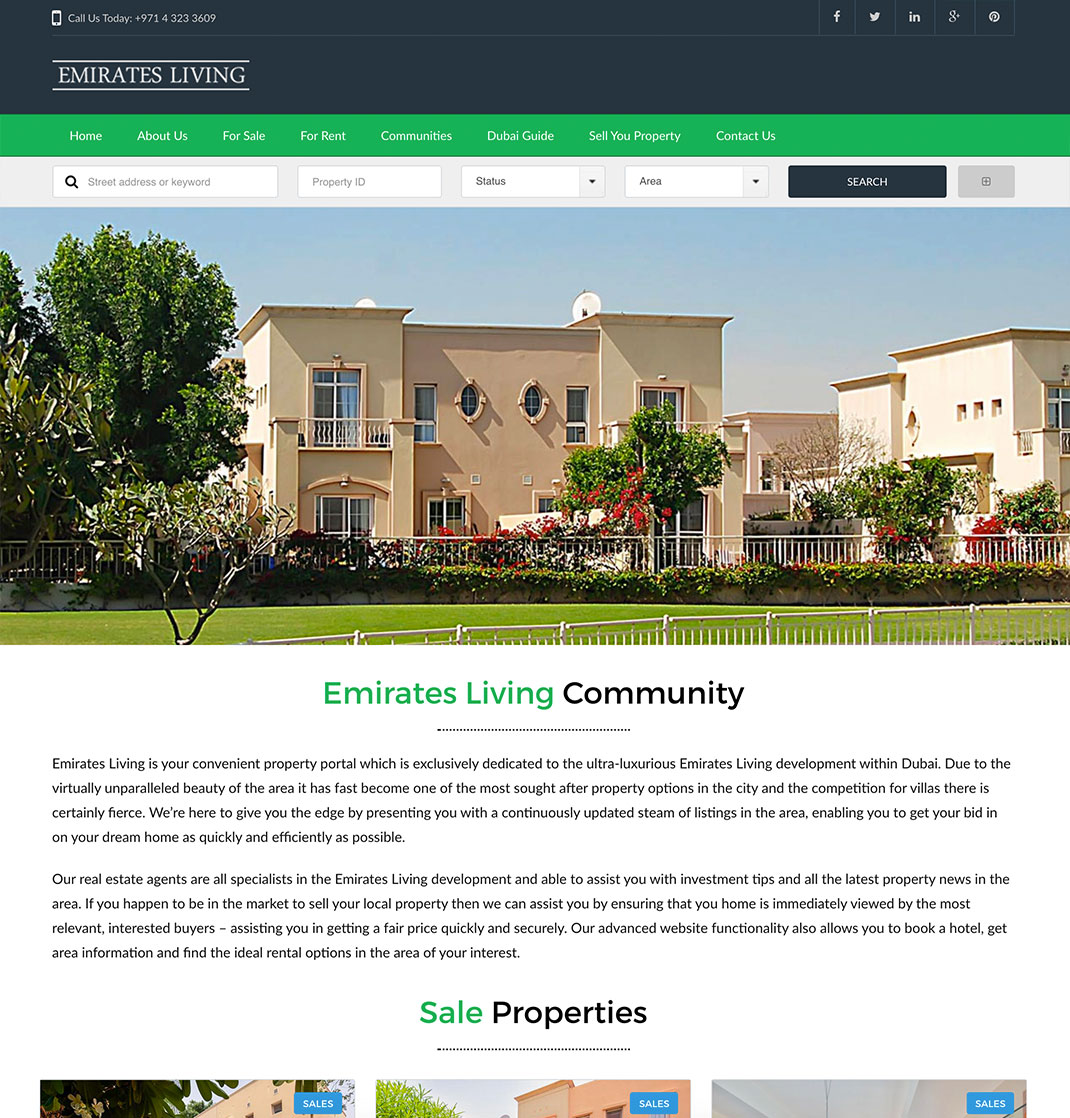 Call Us Today: +971 4 323 3609
EMIRATES LIVING
Home About Us For Sale For Rent Communities Dubai Guide Sell You Property Contact Us
Street address or keyword Property ID Status Area SEARCH
Emirates Living Community
Emirates Living is your convenient property portal which is exclusively dedicated to the ultra-luxurious Emirates Living development within Dubai. Due to the
virtually unparalleled beauty of the area it has fast become one of the most sought after property options in the city and the competition for villas there is
certainly fierce. We’re here to give you the edge by presenting you with a continuously updated steam of listings in the area, enabling you to get your bid in
on your dream home as quickly and efficiently as possible.
Our real estate agents are all specialists in the Emirates Living development and able to assist you with investment tips and all the latest property news in the
area. If you happen to be in the market to sell your local property then we can assist you by ensuring that you home is immediately viewed by the most
relevant, interested buyers – assisting you in getting a fair price quickly and securely. Our advanced website functionality also allows you to book a hotel, get
area information and find the ideal rental options in the area of your interest.
Sale Properties
SALES SALES SALES